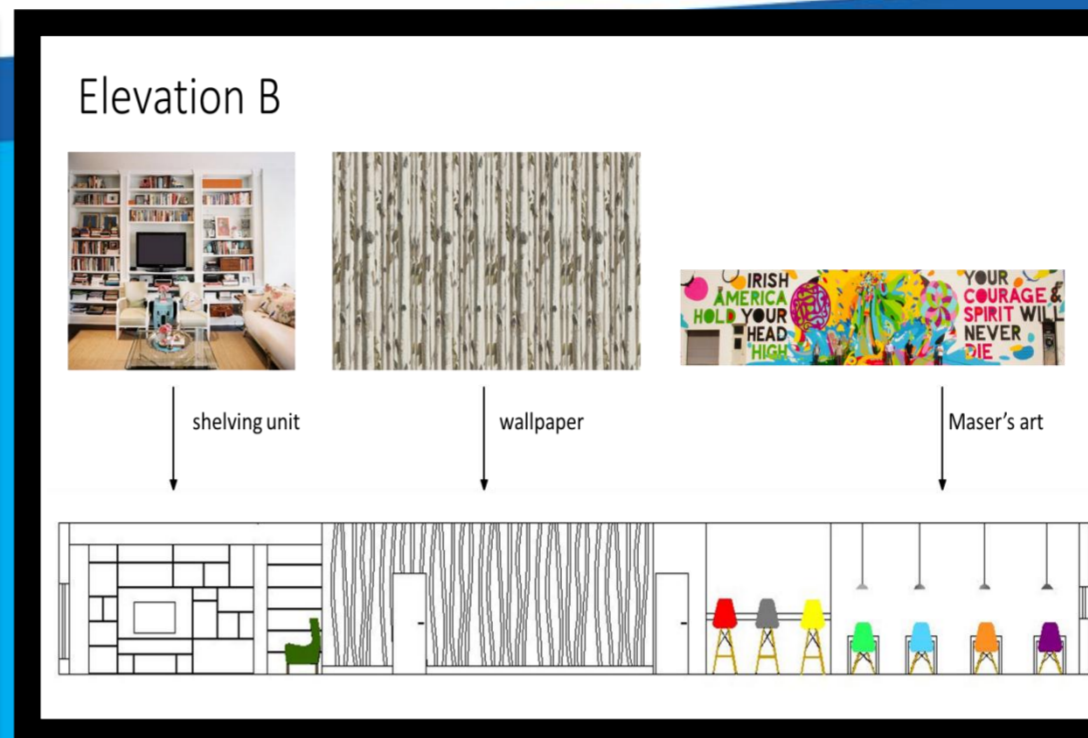 Elevation B
IRISH
AMERICA
HOLD YOUR
HEAD
HIGH
YOUR
COURAGE &
SPIRIT WILL
NEVER
DIE
shelving unit
wallpaper
Maser's art